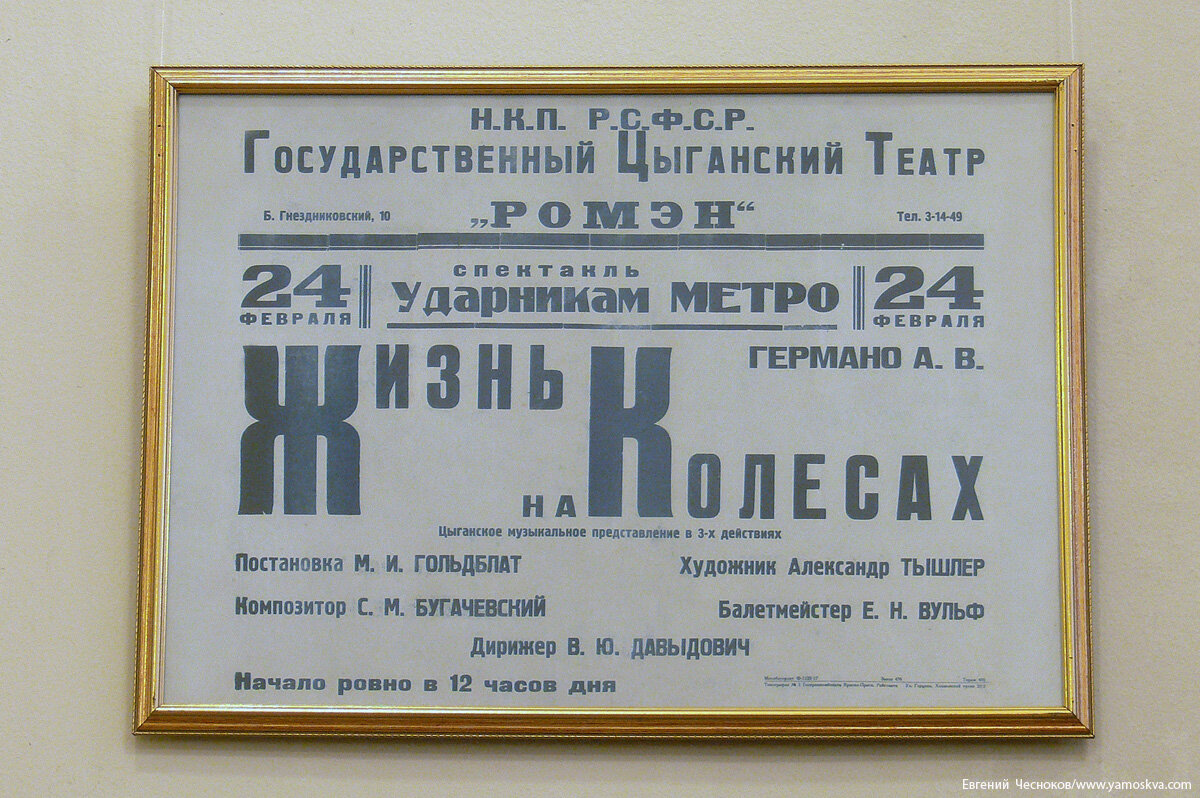 Н.К.П. Р.С.Ф.С.Р.
Государственный Цыганский Театр
Б. Гнездниковский, 10 „РОМЭН“ Тел. 3-14-49
24 ФЕВРАЛЯ
спектакль
Ударникам МЕТРО
24 ФЕВРАЛЯ
ГЕРМАНО А. В.
Жизнь
на Колесах
Цыганское музыкальное представление в 3-х действиях
Постановка М. И. ГОЛЬДБЛАТ Художник Александр ТЫШЛЕР
Композитор С. М. БУГАЧЕВСКИЙ Балетмейстер Е. Н. ВУЛЬФ
Дирижер В. Ю. ДАВЫДОВИЧ
Начало ровно в 12 часов дня
Евгений Чесноков/www.yamoskva.com